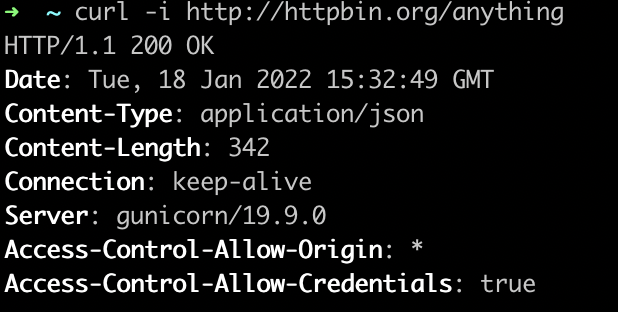 ➜  ~ curl -i http://httpbin.org/anything
HTTP/1.1 200 OK
Date: Tue, 18 Jan 2022 15:32:49 GMT
Content-Type: application/json
Content-Length: 342
Connection: keep-alive
Server: gunicorn/19.9.0
Access-Control-Allow-Origin: *
Access-Control-Allow-Credentials: true